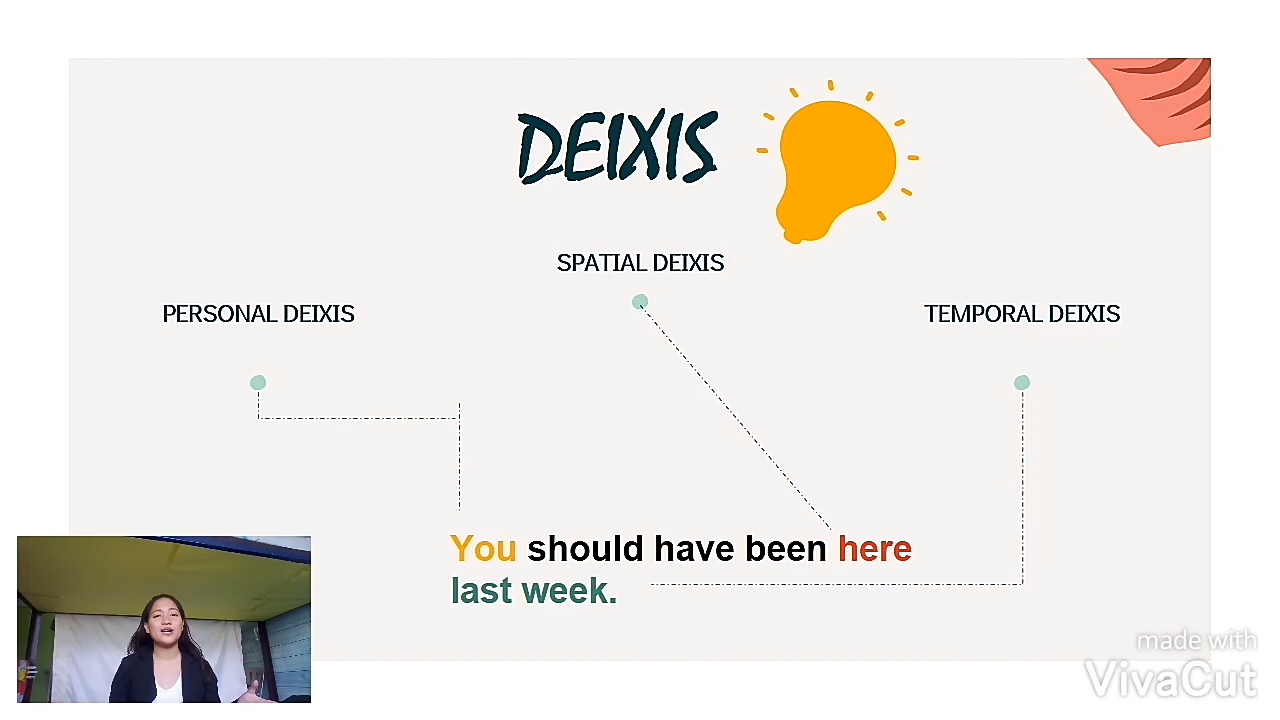 DEIXIS
SPATIAL DEIXIS
PERSONAL DEIXIS
TEMPORAL DEIXIS
You should have been here
last week.
made with
VivaCut